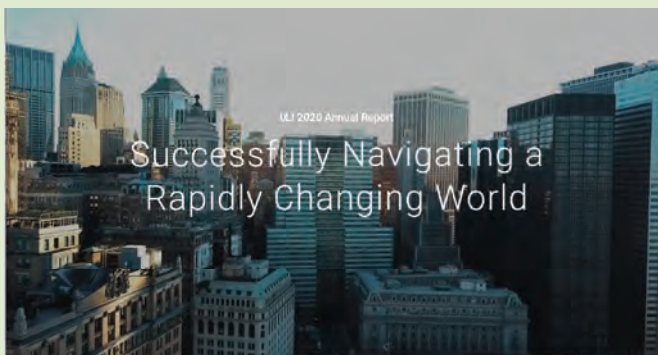 ULI 2020 Annual Report
Successfully Navigating a
Rapidly Changing World